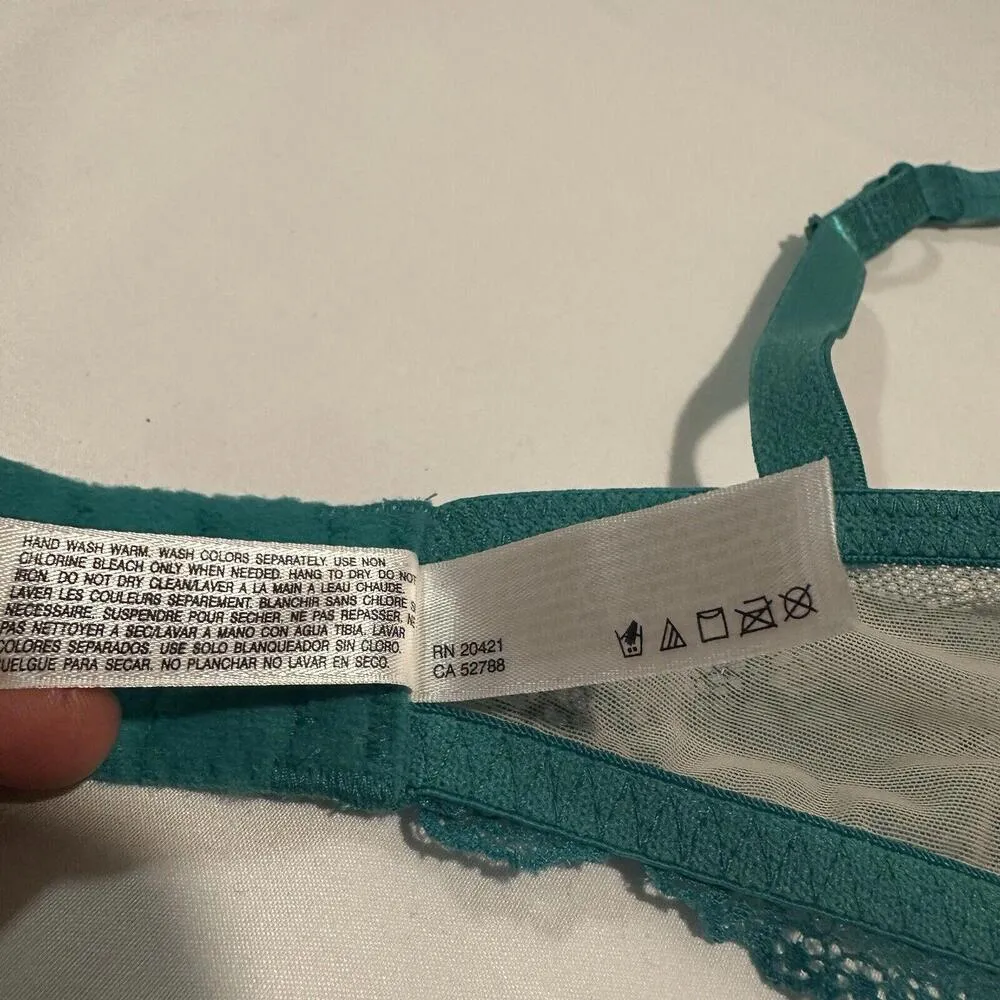 HAND WASH WARM. WASH COLORS SEPARATELY. USE NON
CHLORINE BLEACH ONLY WHEN NEEDED. HANG TO DRY. DO NOT
IRON. DO NOT DRY CLEAN/LAVER A LA MAIN A LEAU CHAUDE.
LAVER LES COULEURS SEPAREMENT. BLANCHIR SANS CHLORE SI
NECESSAIRE. SUSPENDRE POUR SECHER. NE PAS REPASSER. NE
PAS NETTOYER A SEC/LAVAR A MANO CON AGUA TIBIA. LAVAR
COLORES SEPARADOS. USE SOLO BLANQUEADOR SIN CLORO.
CUELGUE PARA SECAR. NO PLANCHAR NO LAVAR EN SECO.
RN 20421
CA 52788